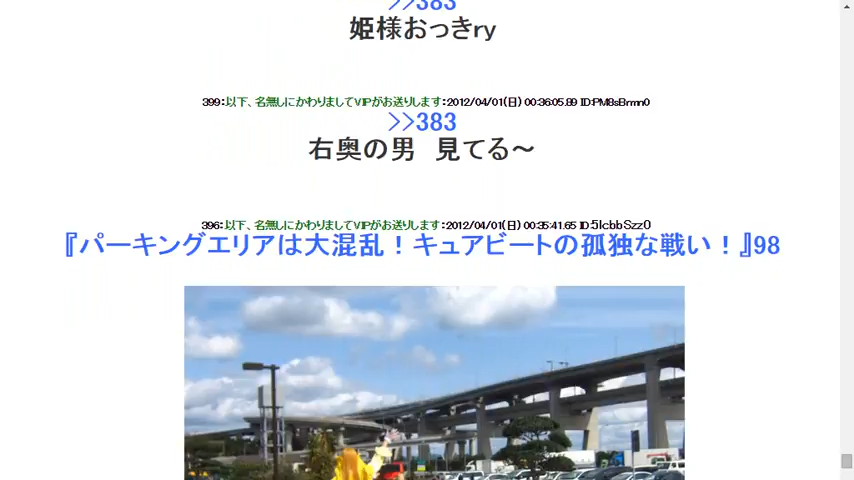 >>383
姫様おっきry
399：以下、名無しにかわりましてVIPがお送りします：2012/04/01(日) 00:36:05.89 ID:PM8sBrmn0
>>383
右奥の男　見てる～
396：以下、名無しにかわりましてVIPがお送りします：2012/04/01(日) 00:35:41.65 ID:5IcbbSzz0
『パーキングエリアは大混乱！キュアビートの孤独な戦い！』98